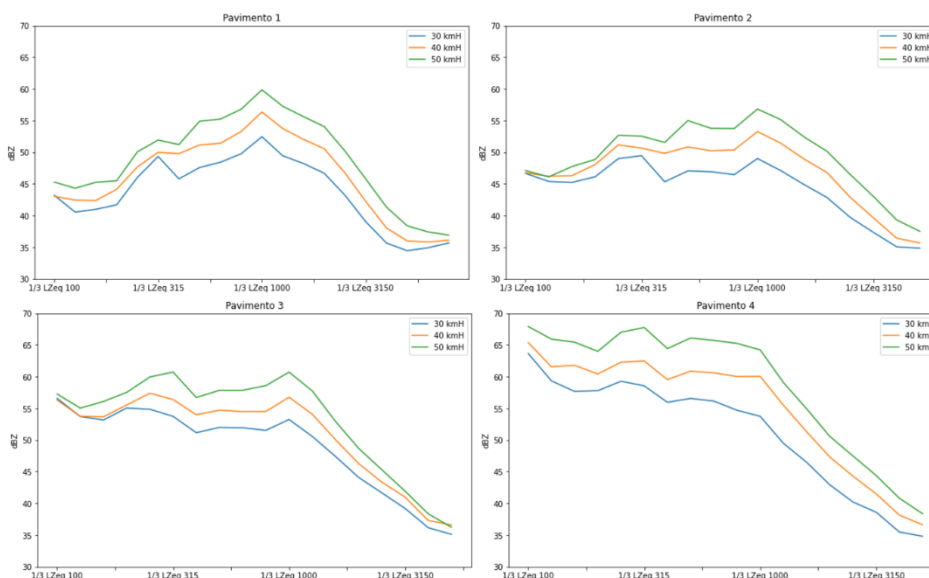 Pavimento 1
70
65
60
55
50
45
40
35
30
dBZ
30 kmH
40 kmH
50 kmH
1/3 LZeq 100
1/3 LZeq 315
1/3 LZeq 1000
1/3 LZeq 3150
Pavimento 2
70
65
60
55
50
45
40
35
30
dBZ
30 kmH
40 kmH
50 kmH
1/3 LZeq 100
1/3 LZeq 315
1/3 LZeq 1000
1/3 LZeq 3150
Pavimento 3
70
65
60
55
50
45
40
35
30
dBZ
30 kmH
40 kmH
50 kmH
1/3 LZeq 100
1/3 LZeq 315
1/3 LZeq 1000
1/3 LZeq 3150
Pavimento 4
70
65
60
55
50
45
40
35
30
dBZ
30 kmH
40 kmH
50 kmH
1/3 LZeq 100
1/3 LZeq 315
1/3 LZeq 1000
1/3 LZeq 3150